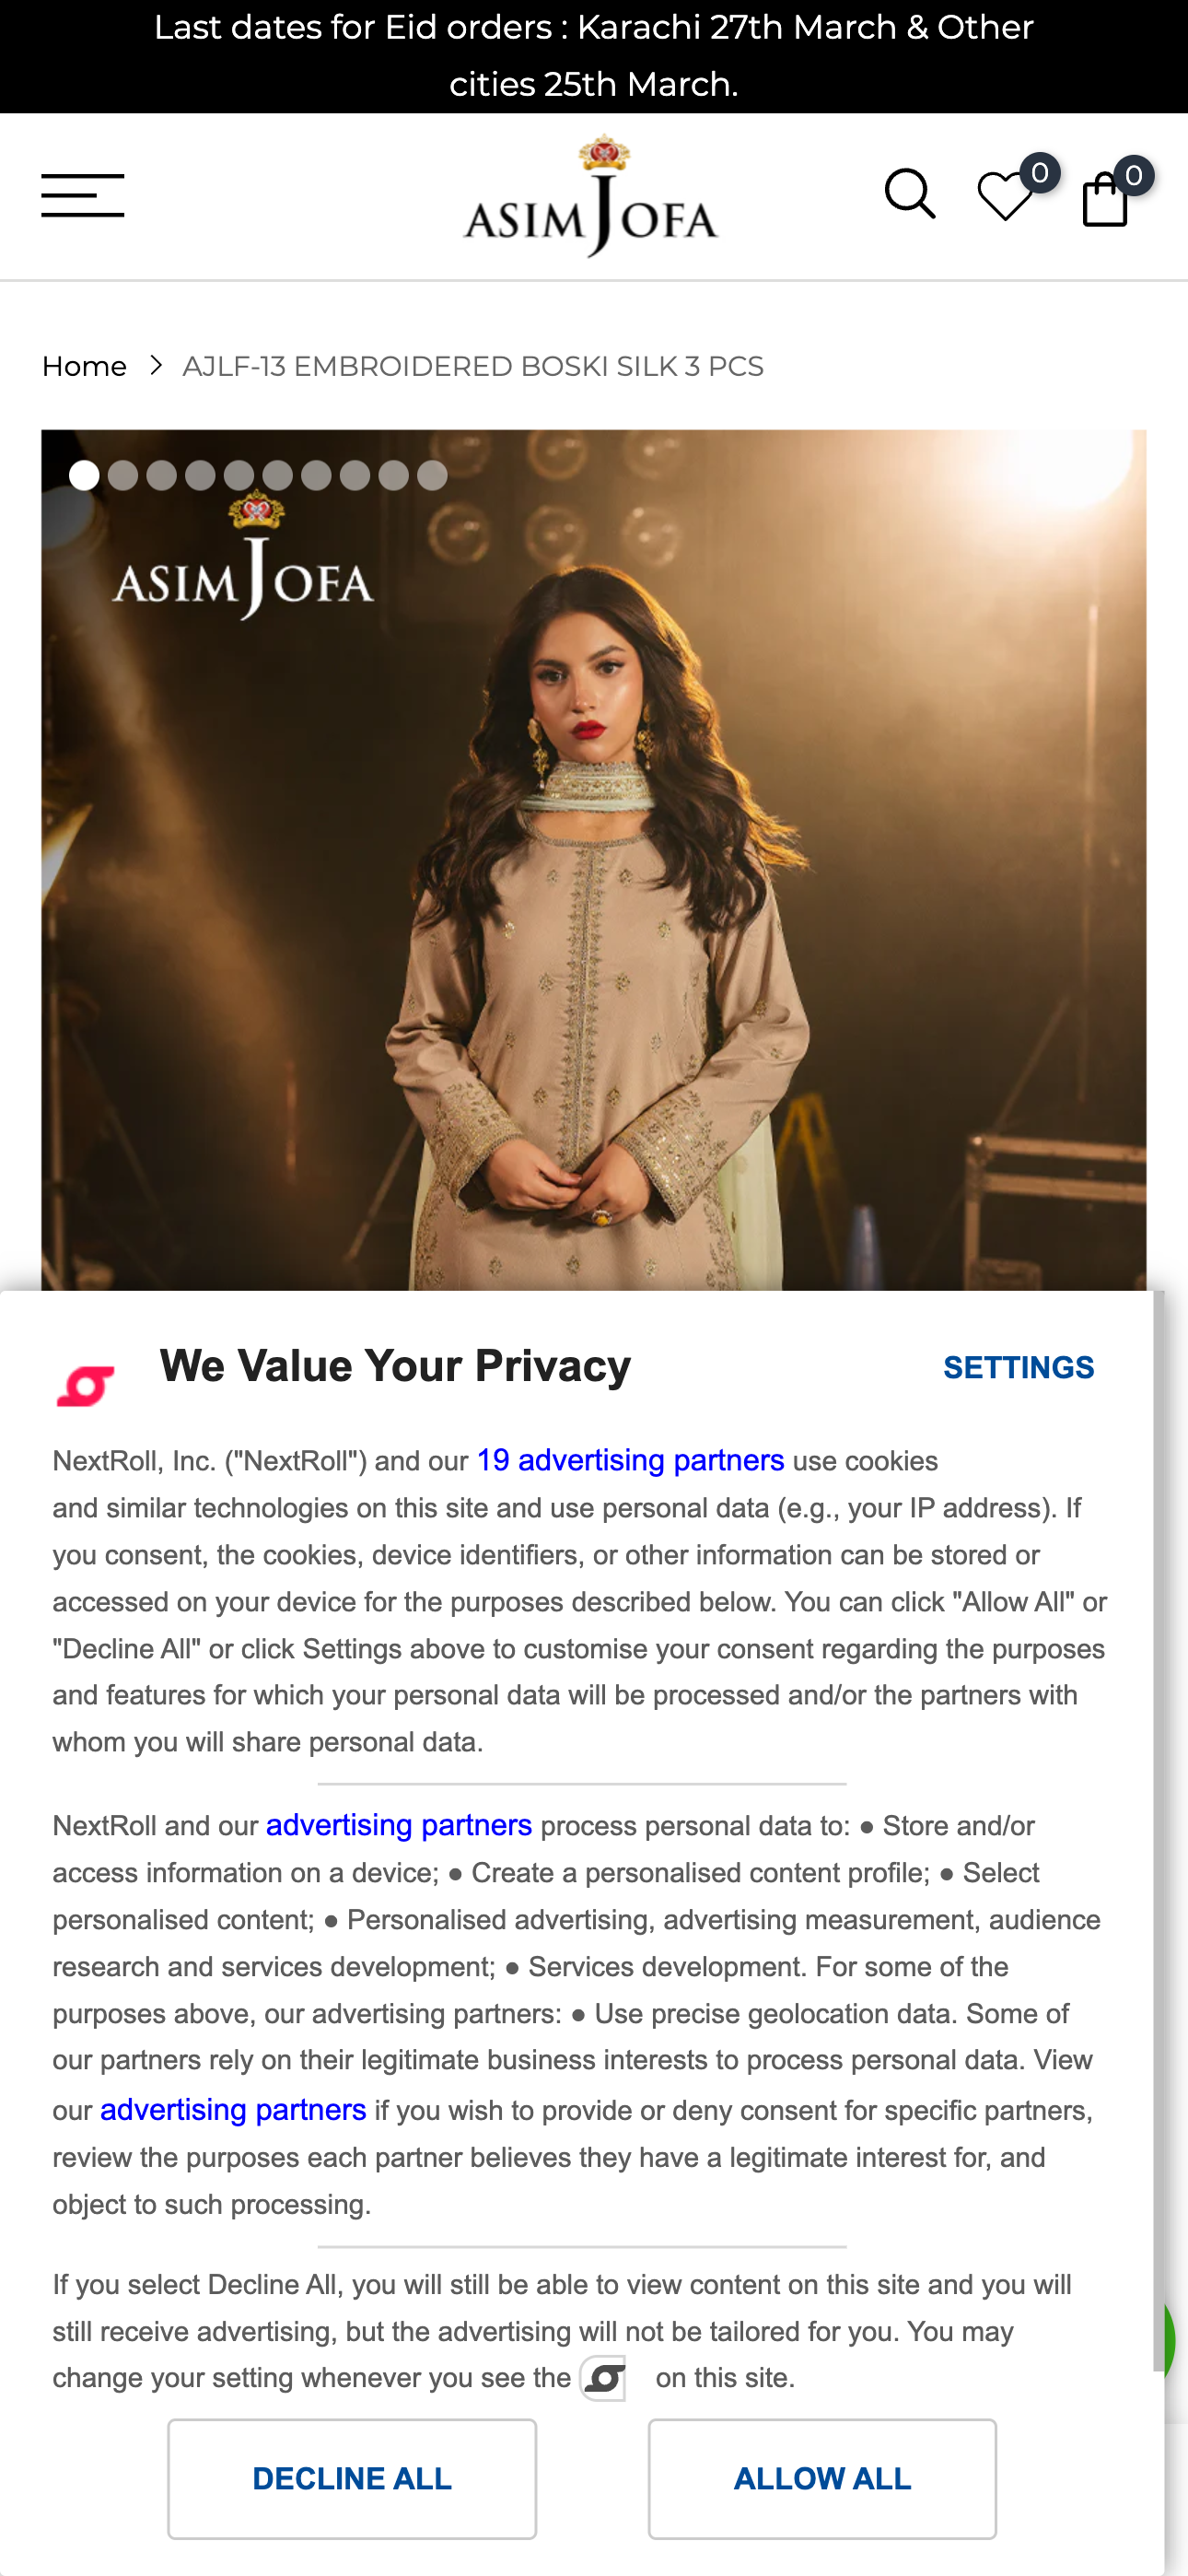 Last dates for Eid orders : Karachi 27th March & Other
cities 25th March.
ASIM JOFA
0
0
Home > AJLF-13 EMBROIDERED BOSKI SILK 3 PCS
ASIM JOFA
We Value Your Privacy
SETTINGS
NextRoll, Inc. ("NextRoll") and our 19 advertising partners use cookies
and similar technologies on this site and use personal data (e.g., your IP address). If
you consent, the cookies, device identifiers, or other information can be stored or
accessed on your device for the purposes described below. You can click "Allow All" or
"Decline All" or click Settings above to customise your consent regarding the purposes
and features for which your personal data will be processed and/or the partners with
whom you will share personal data.
NextRoll and our advertising partners process personal data to: ● Store and/or
access information on a device; ● Create a personalised content profile; ● Select
personalised content; ● Personalised advertising, advertising measurement, audience
research and services development; ● Services development. For some of the
purposes above, our advertising partners: ● Use precise geolocation data. Some of
our partners rely on their legitimate business interests to process personal data. View
our advertising partners if you wish to provide or deny consent for specific partners,
review the purposes each partner believes they have a legitimate interest for, and
object to such processing.
If you select Decline All, you will still be able to view content on this site and you will
still receive advertising, but the advertising will not be tailored for you. You may
change your setting whenever you see the on this site.
DECLINE ALL
ALLOW ALL